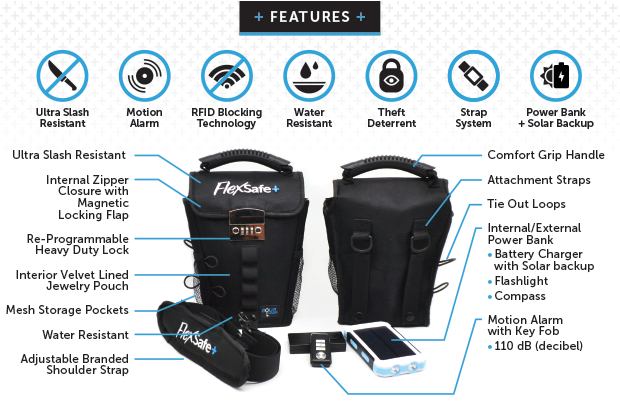 + FEATURES +
Ultra Slash
Resistant
Motion
Alarm
RFID Blocking
Technology
Water
Resistant
Theft
Deterrent
Strap
System
Power Bank
+ Solar Backup
Ultra Slash Resistant
Internal Zipper
Closure with
Magnetic
Locking Flap
Re-Programmable
Heavy Duty Lock
Interior Velvet Lined
Jewelry Pouch
Mesh Storage Pockets
Water Resistant
Adjustable Branded
Shoulder Strap
FlexSafe+
FlexSafe+
Comfort Grip Handle
Attachment Straps
Tie Out Loops
Internal/External
Power Bank
• Battery Charger
with Solar backup
• Flashlight
• Compass
Motion Alarm
with Key Fob
• 110 dB (decibel)